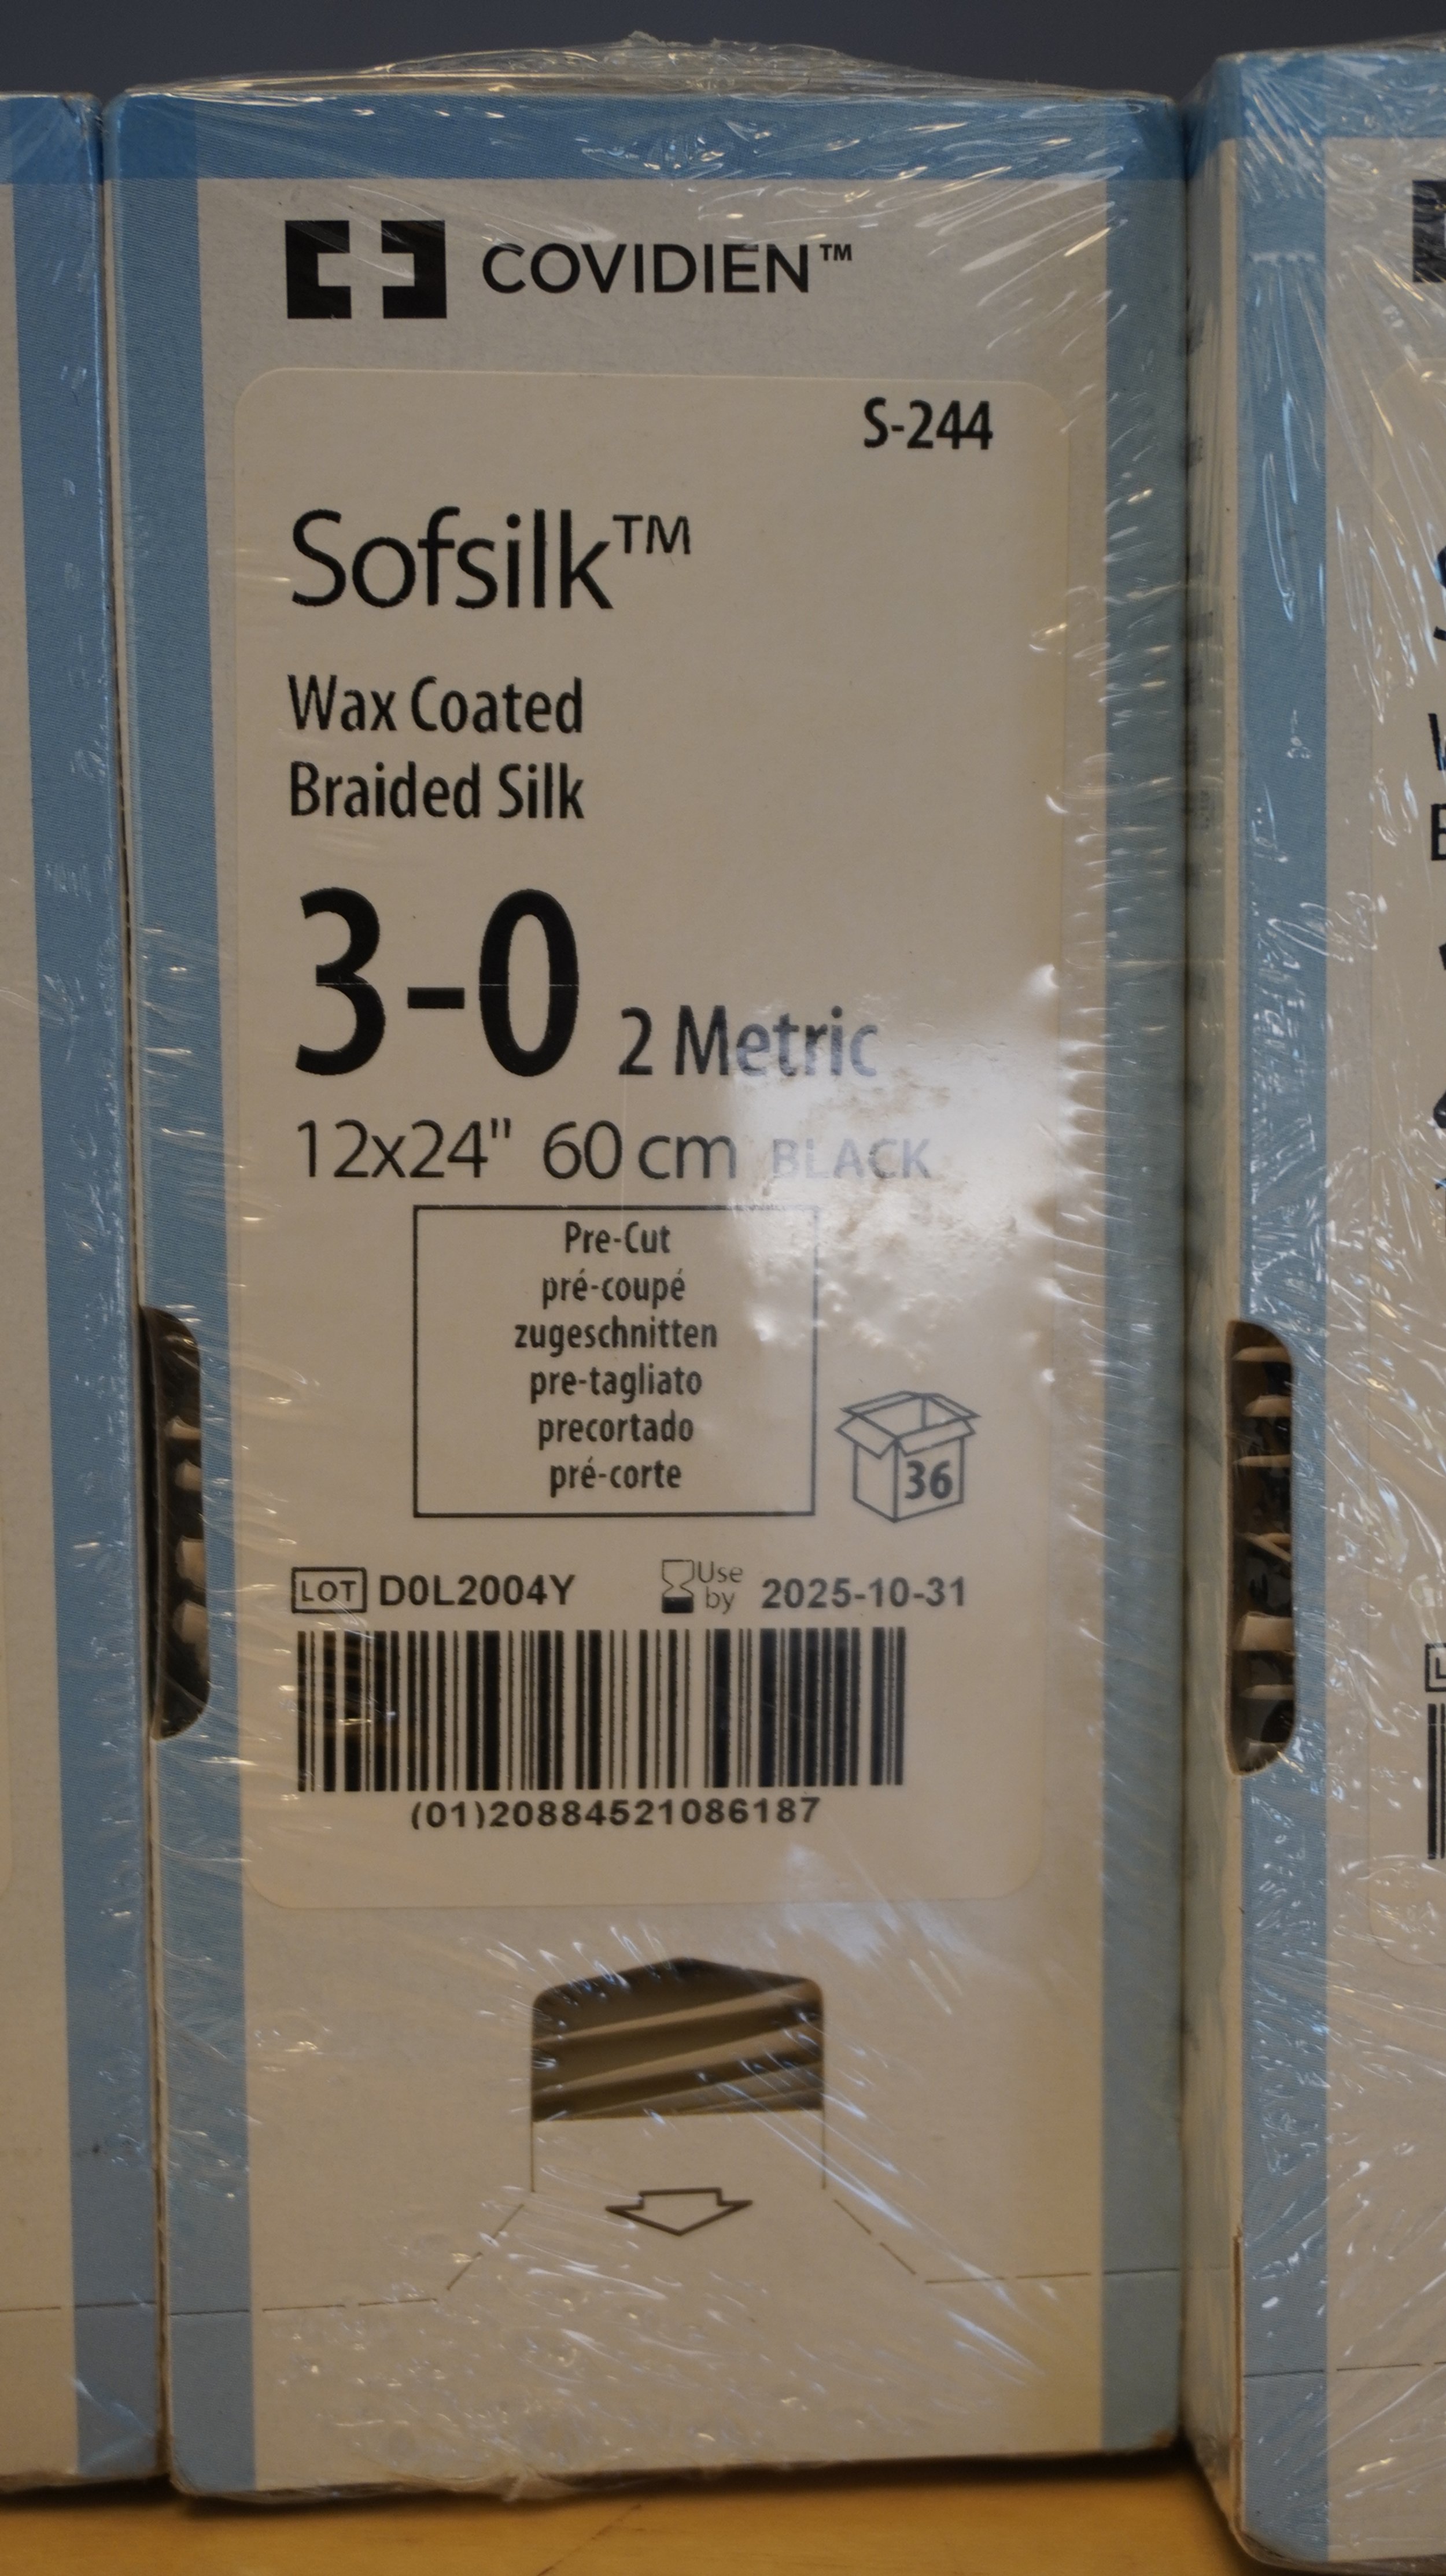 COVIDIEN™
S-244
Sofsilk™
Wax Coated
Braided Silk
3-0 2 Metric
12x24" 60 cm BLACK
Pre-Cut
pré-coupé
zugeschnitten
pre-tagliato
precortado
pré-corte
36
LOT D0L2004Y Use by 2025-10-31
(01)20884521086187